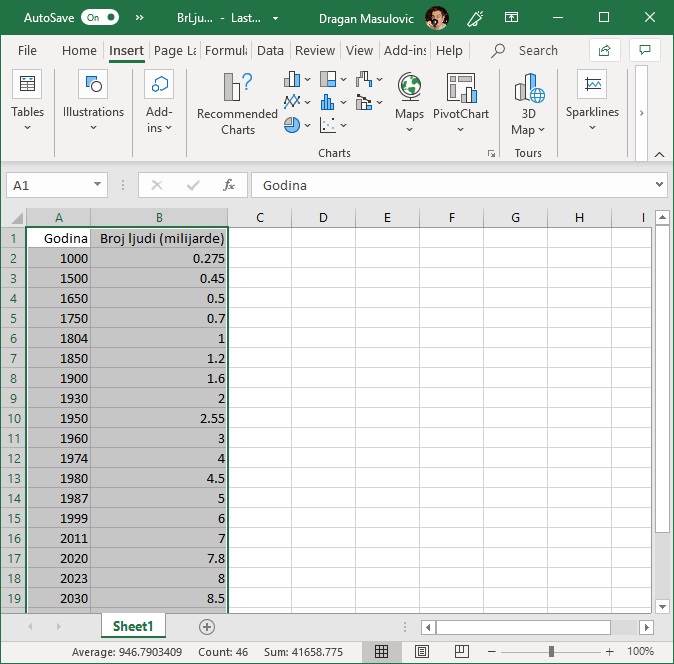 AutoSave On » BrLju... - Last... Dragan Masulovic
File Home Insert Page La Formula Data Review View Add-ins Help Search
Tables Illustrations Add-ins Recommended Charts Maps PivotChart 3D Map Sparklines
Charts Tours
A1 fx Godina
A B C D E F G H I
1 Godina Broj ljudi (milijarde)
2 1000 0.275
3 1500 0.45
4 1650 0.5
5 1750 0.7
6 1804 1
7 1850 1.2
8 1900 1.6
9 1930 2
10 1950 2.55
11 1960 3
12 1974 4
13 1980 4.5
14 1987 5
15 1999 6
16 2011 7
17 2020 7.8
18 2023 8
19 2030 8.5
Sheet1
Average: 946.7903409 Count: 46 Sum: 41658.775 100%